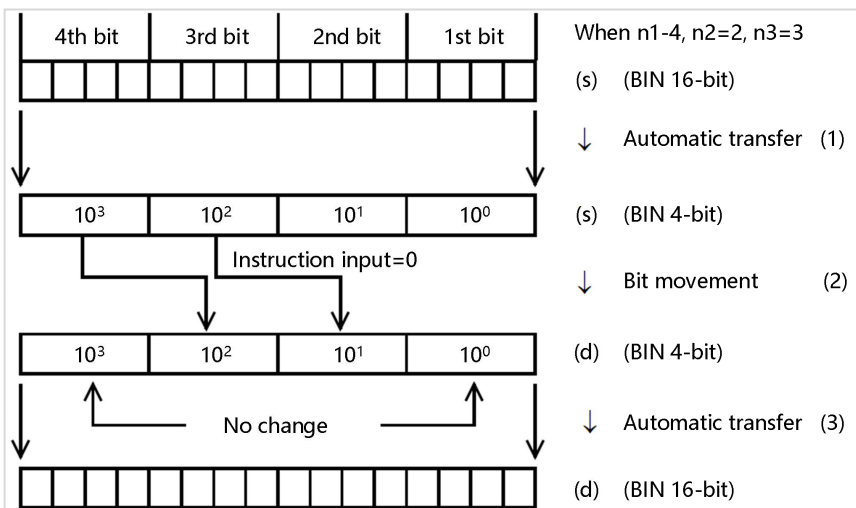 4th bit 3rd bit 2nd bit 1st bit When n1-4, n2=2, n3=3
(s) (BIN 16-bit)
↓ Automatic transfer (1)
10³ 10² 10¹ 10⁰ (s) (BIN 4-bit)
Instruction input=0
↓ Bit movement (2)
10³ 10² 10¹ 10⁰ (d) (BIN 4-bit)
No change ↓ Automatic transfer (3)
(d) (BIN 16-bit)